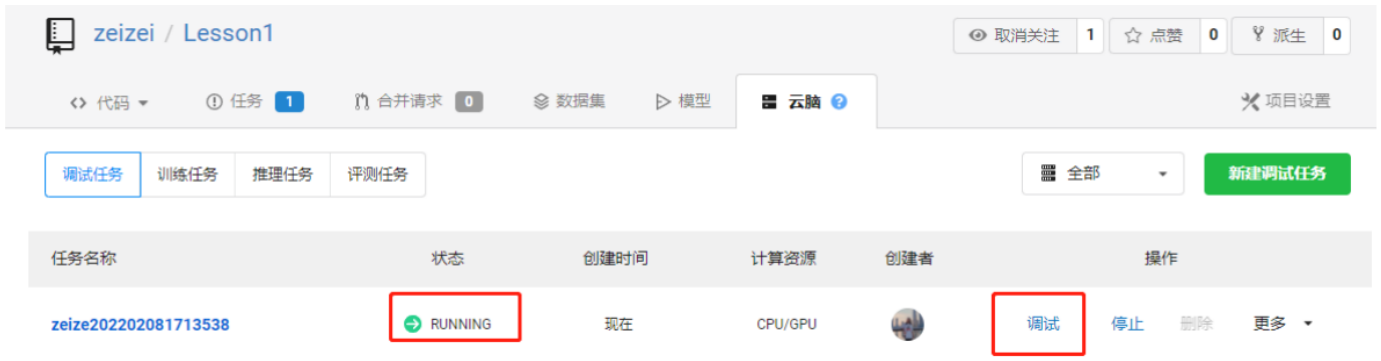 zeizei / Lesson1 取消关注 1 点赞 0 派生 0
代码 任务 1 合并请求 0 数据集 模型 云脑 ? 项目设置
调试任务 训练任务 推理任务 评测任务 全部 新建调试任务
任务名称 状态 创建时间 计算资源 创建者 操作
zeize202202081713538 RUNNING 现在 CPU/GPU 调试 停止 删除 更多